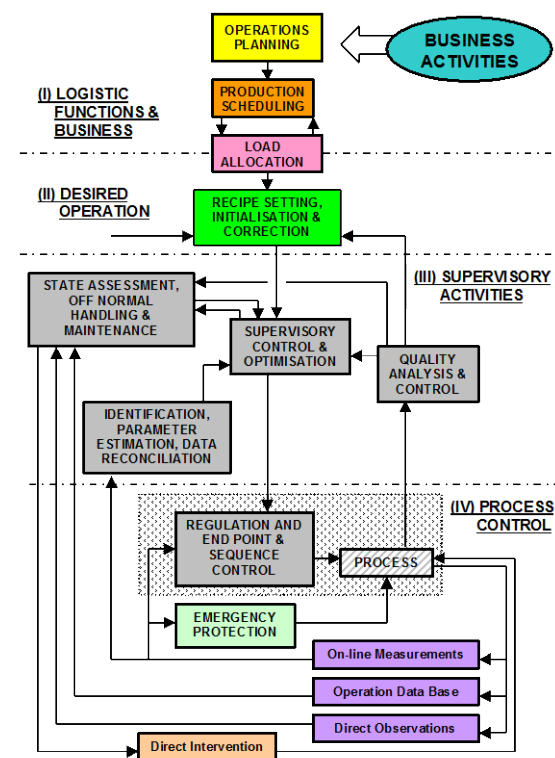 OPERATIONS
PLANNING
BUSINESS
ACTIVITIES
(I) LOGISTIC
FUNCTIONS &
BUSINESS
PRODUCTION
SCHEDULING
LOAD
ALLOCATION
(II) DESIRED
OPERATION
RECIPE SETTING,
INITIALISATION &
CORRECTION
(III) SUPERVISORY
ACTIVITIES
STATE ASSESSMENT,
OFF NORMAL
HANDLING &
MAINTENANCE
SUPERVISORY
CONTROL &
OPTIMISATION
QUALITY
ANALYSIS &
CONTROL
IDENTIFICATION,
PARAMETER
ESTIMATION, DATA
RECONCILIATION
(IV) PROCESS
CONTROL
REGULATION AND
END POINT &
SEQUENCE
CONTROL
PROCESS
EMERGENCY
PROTECTION
On-line Measurements
Operation Data Base
Direct Observations
Direct Intervention